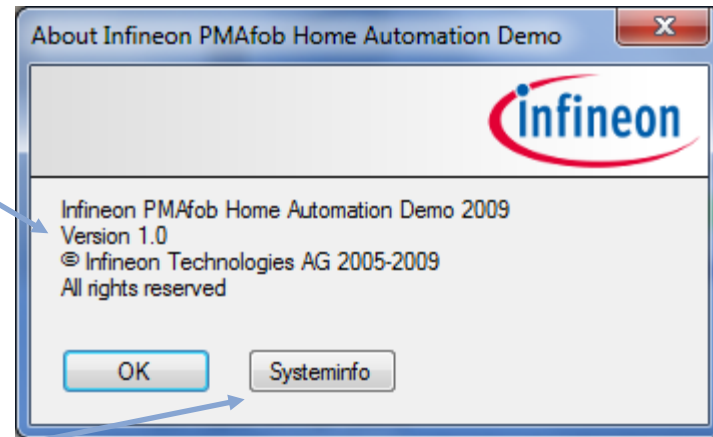 About Infineon PMAfob Home Automation Demo
infineon
Infineon PMAfob Home Automation Demo 2009
Version 1.0
© Infineon Technologies AG 2005-2009
All rights reserved
OK
Systeminfo